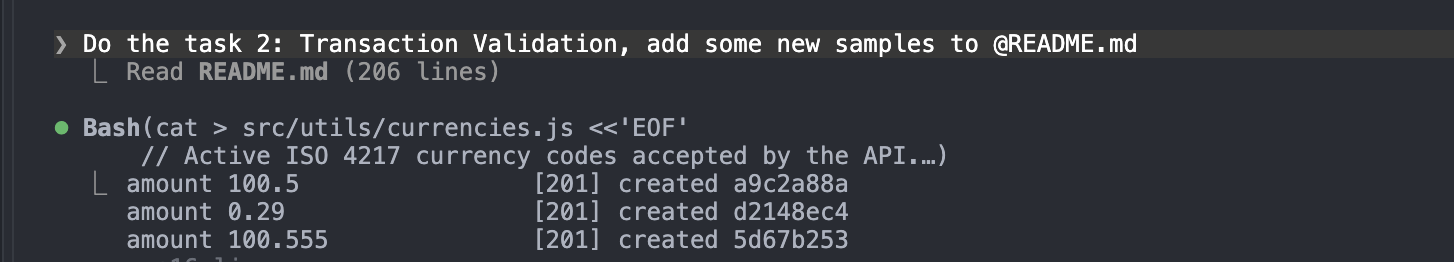 ❯ Do the task 2: Transaction Validation, add some new samples to @README.md
⎿ Read README.md (206 lines)
● Bash(cat > src/utils/currencies.js <<'EOF'
// Active ISO 4217 currency codes accepted by the API.…)
⎿ amount 100.5 [201] created a9c2a88a
amount 0.29 [201] created d2148ec4
amount 100.555 [201] created 5d67b253